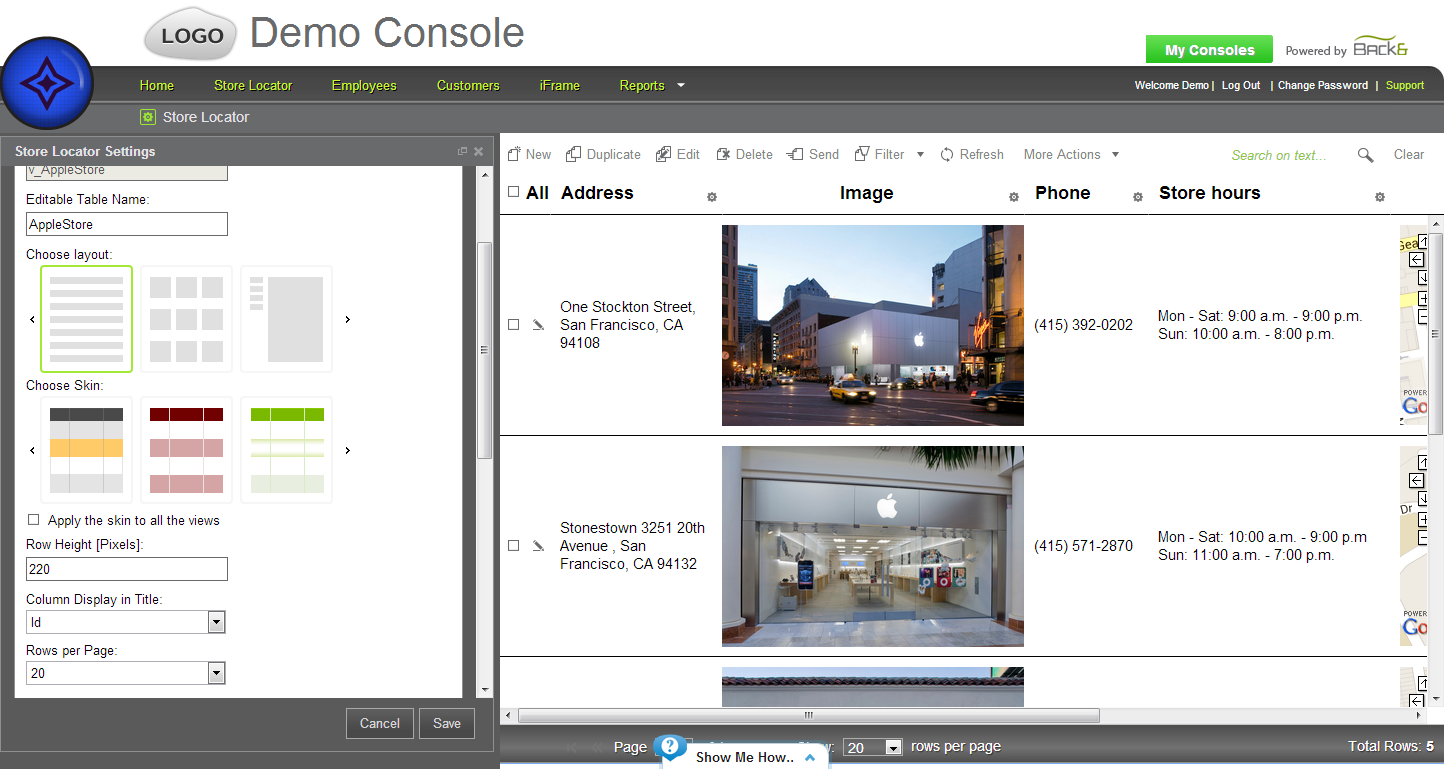 LOGO Demo Console
My Consoles Powered by BACK&
Home Store Locator Employees Customers iFrame Reports
Welcome Demo | Log Out | Change Password | Support
Store Locator
Store Locator Settings
v_AppleStore
Editable Table Name:
AppleStore
Choose layout:
Choose Skin:
Apply the skin to all the views
Row Height [Pixels]:
220
Column Display in Title:
Id
Rows per Page:
20
Cancel Save
New Duplicate Edit Delete Send Filter Refresh More Actions Search on text... Clear
All Address Image Phone Store hours
One Stockton Street,
San Francisco, CA
94108
(415) 392-0202
Mon - Sat: 9:00 a.m. - 9:00 p.m.
Sun: 10:00 a.m. - 8:00 p.m.
Gea
POWER
Go
Stonestown 3251 20th
Avenue , San
Francisco, CA 94132
(415) 571-2870
Mon - Sat: 10:00 a.m. - 9:00 p.m
Sun: 11:00 a.m. - 7:00 p.m.
Dr
POWER
Go
Page 20 rows per page Total Rows: 5
? Show Me How..